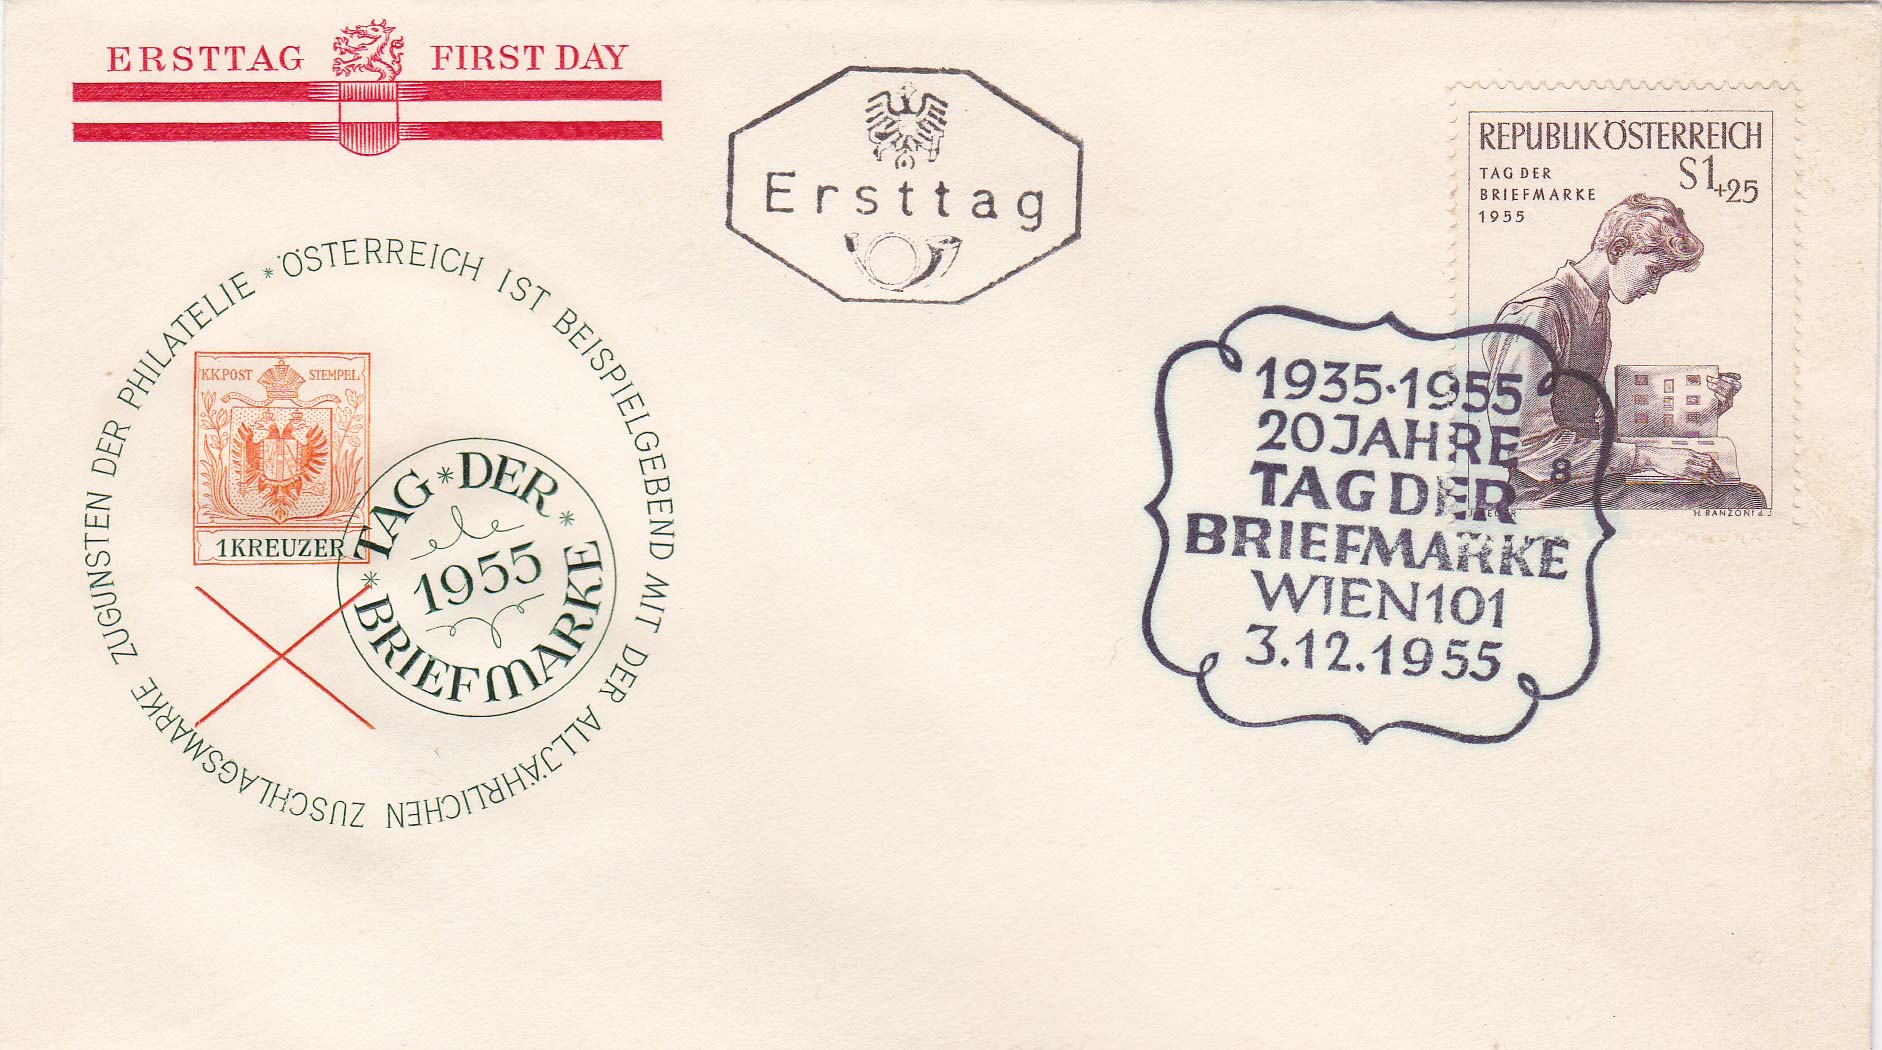 ERSTTAG FIRST DAY
Ersttag
REPUBLIK ÖSTERREICH
S1+25
TAG DER
BRIEFMARKE
1955
H. RANZONI d. J.
ÖSTERREICH IST BEISPIELGEBEND MIT DER ALLJÄHRLICHEN ZUSCHLAGSMARKE ZUGUNSTEN DER PHILATELIE *
K.K.POST STEMPEL
1 KREUZER
TAG * DER * BRIEFMARKE *
1955
1935·1955
20 JAHRE
TAG DER
BRIEFMARKE
WIEN 101
3.12.1955
8